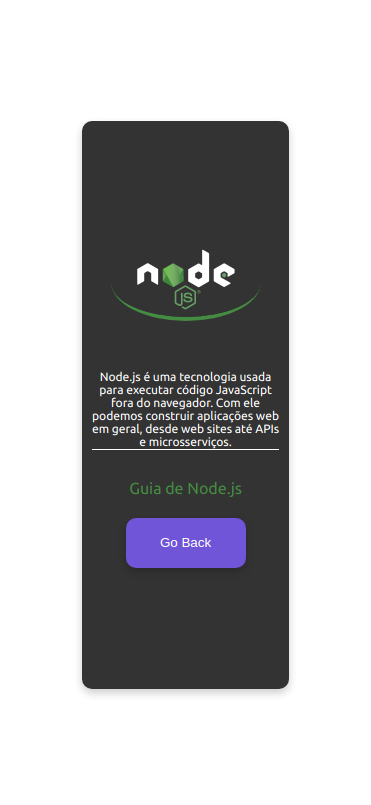 node
JS
Node.js é uma tecnologia usada
para executar código JavaScript
fora do navegador. Com ele
podemos construir aplicações web
em geral, desde web sites até APIs
e microsserviços.
Guia de Node.js
Go Back